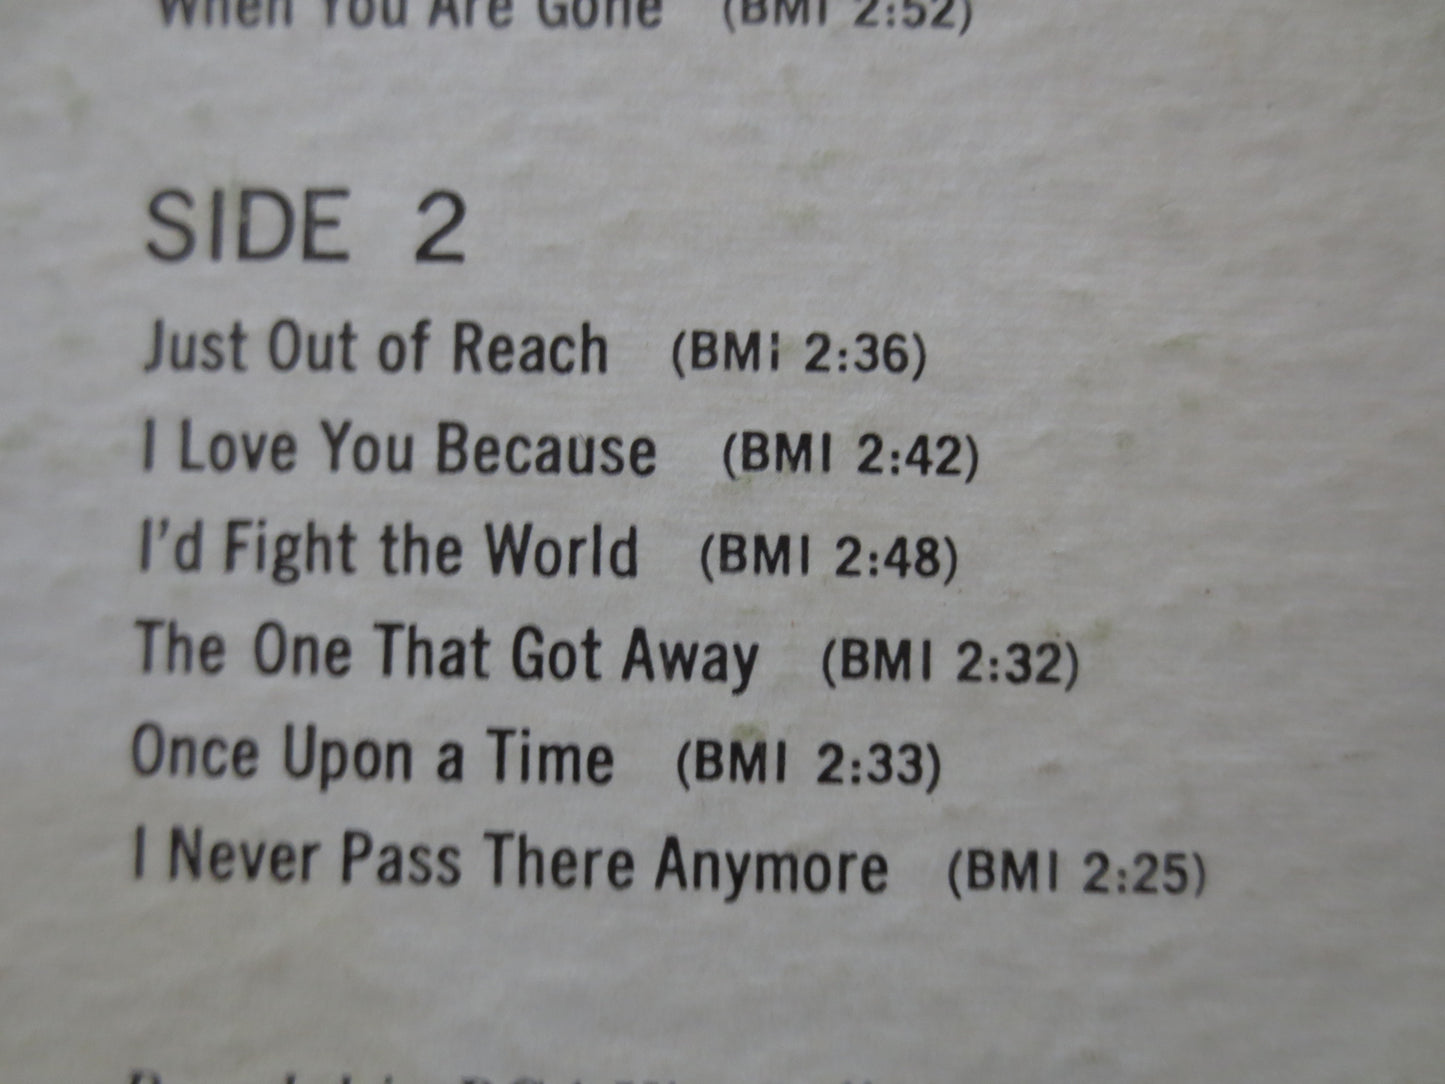 When You Are Gone (BMI 2:52)
SIDE 2
Just Out of Reach (BMI 2:36)
I Love You Because (BMI 2:42)
I'd Fight the World (BMI 2:48)
The One That Got Away (BMI 2:32)
Once Upon a Time (BMI 2:33)
I Never Pass There Anymore (BMI 2:25)